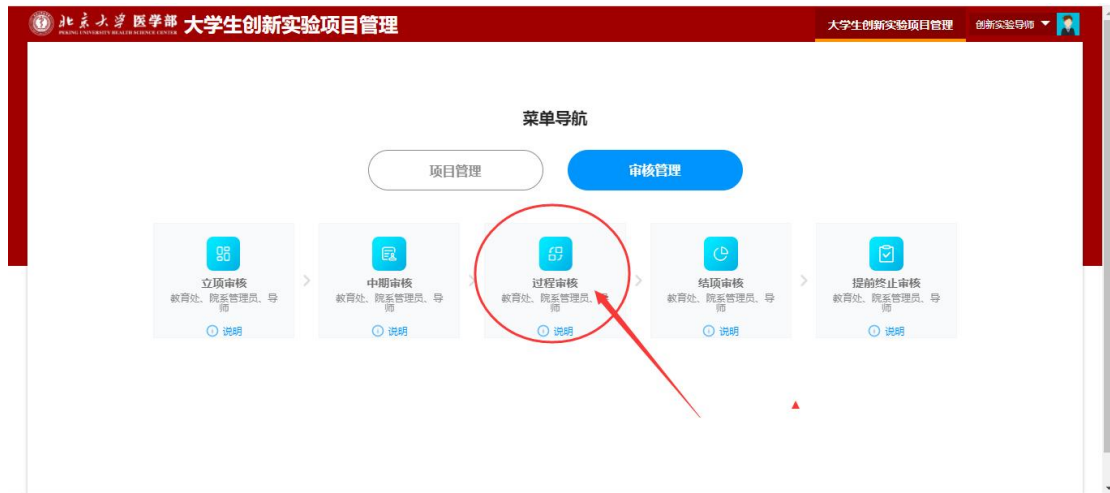 北京大学 医学部 大学生创新实验项目管理
PEKING UNIVERSITY HEALTH SCIENCE CENTER
大学生创新实验项目管理 创新实验导师
菜单导航
项目管理 审核管理
立项审核
教育处、院系管理员、导
师
说明
中期审核
教育处、院系管理员、导
师
说明
过程审核
教育处、院系管理员、
师
说明
结项审核
教育处、院系管理员、导
师
说明
提前终止审核
教育处、院系管理员、导
师
说明